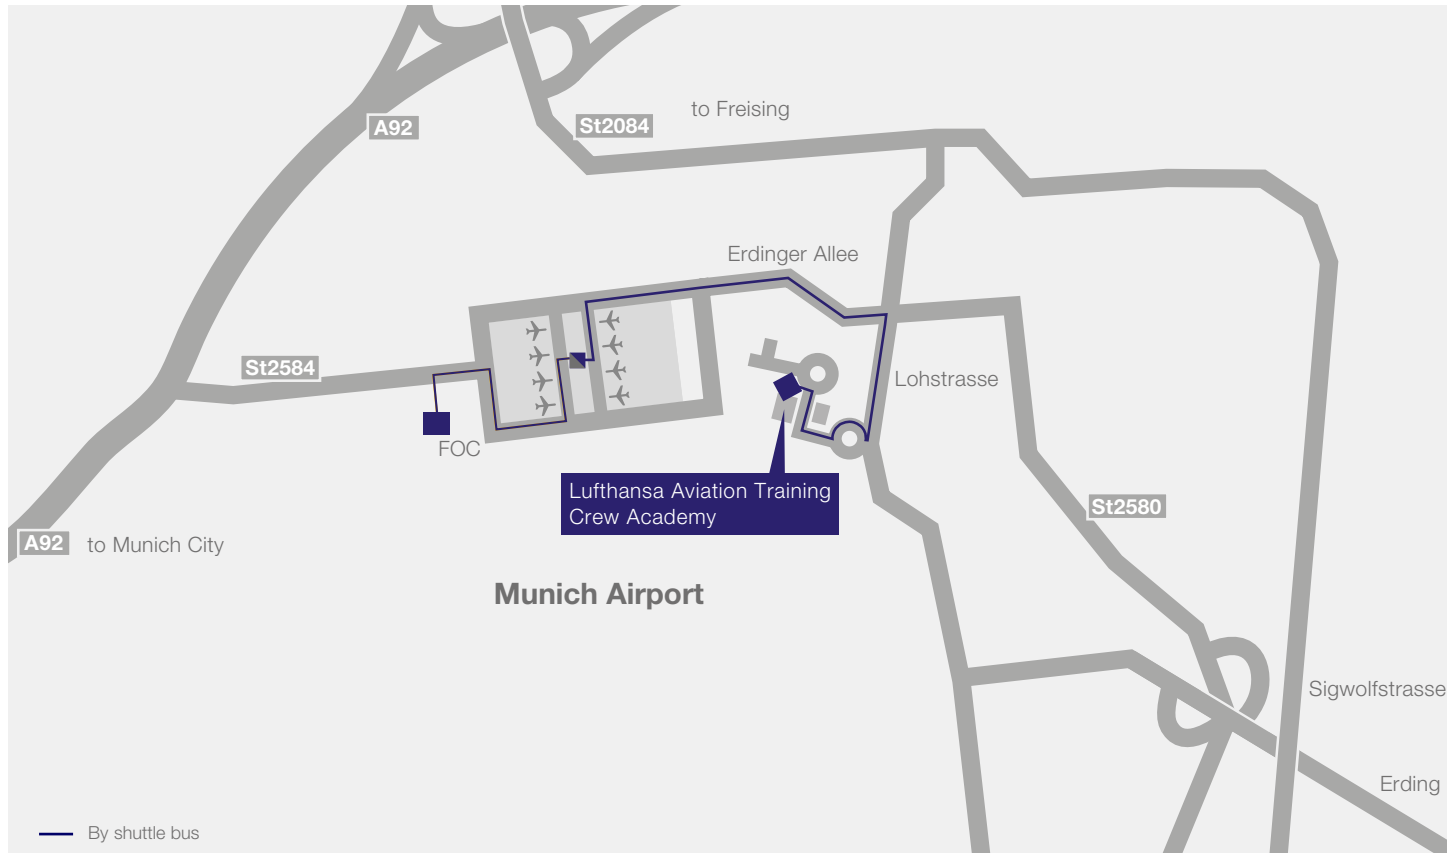 to Freising
St2084
A92
Erdinger Allee
St2584
Lohstrasse
FOC
Lufthansa Aviation Training
Crew Academy
St2580
A92
to Munich City
Munich Airport
Sigwolfstrasse
Erding
By shuttle bus